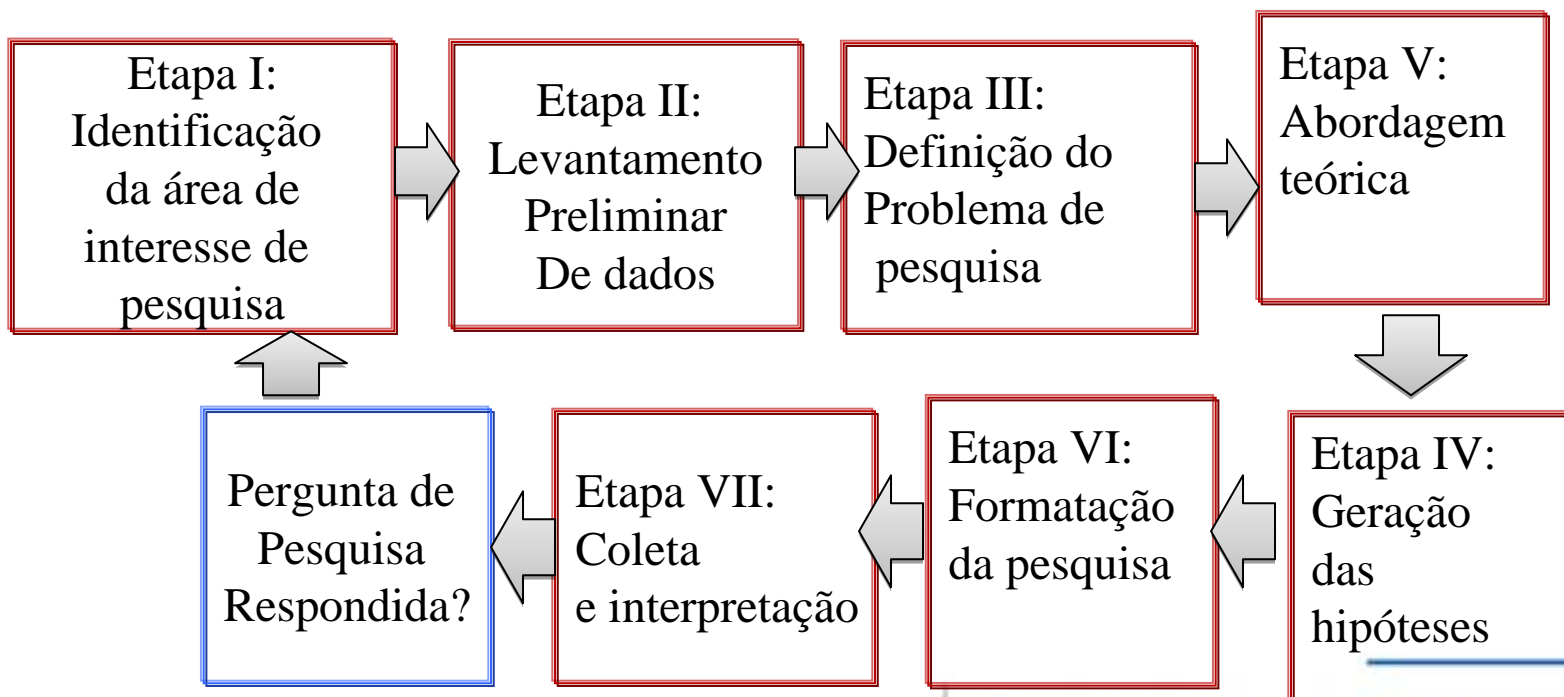 Etapa I:
Identificação
da área de
interesse de
pesquisa
Etapa II:
Levantamento
Preliminar
De dados
Etapa III:
Definição do
Problema de
pesquisa
Etapa V:
Abordagem
teórica
Etapa IV:
Geração
das
hipóteses
Etapa VI:
Formatação
da pesquisa
Etapa VII:
Coleta
e interpretação
Pergunta de
Pesquisa
Respondida?